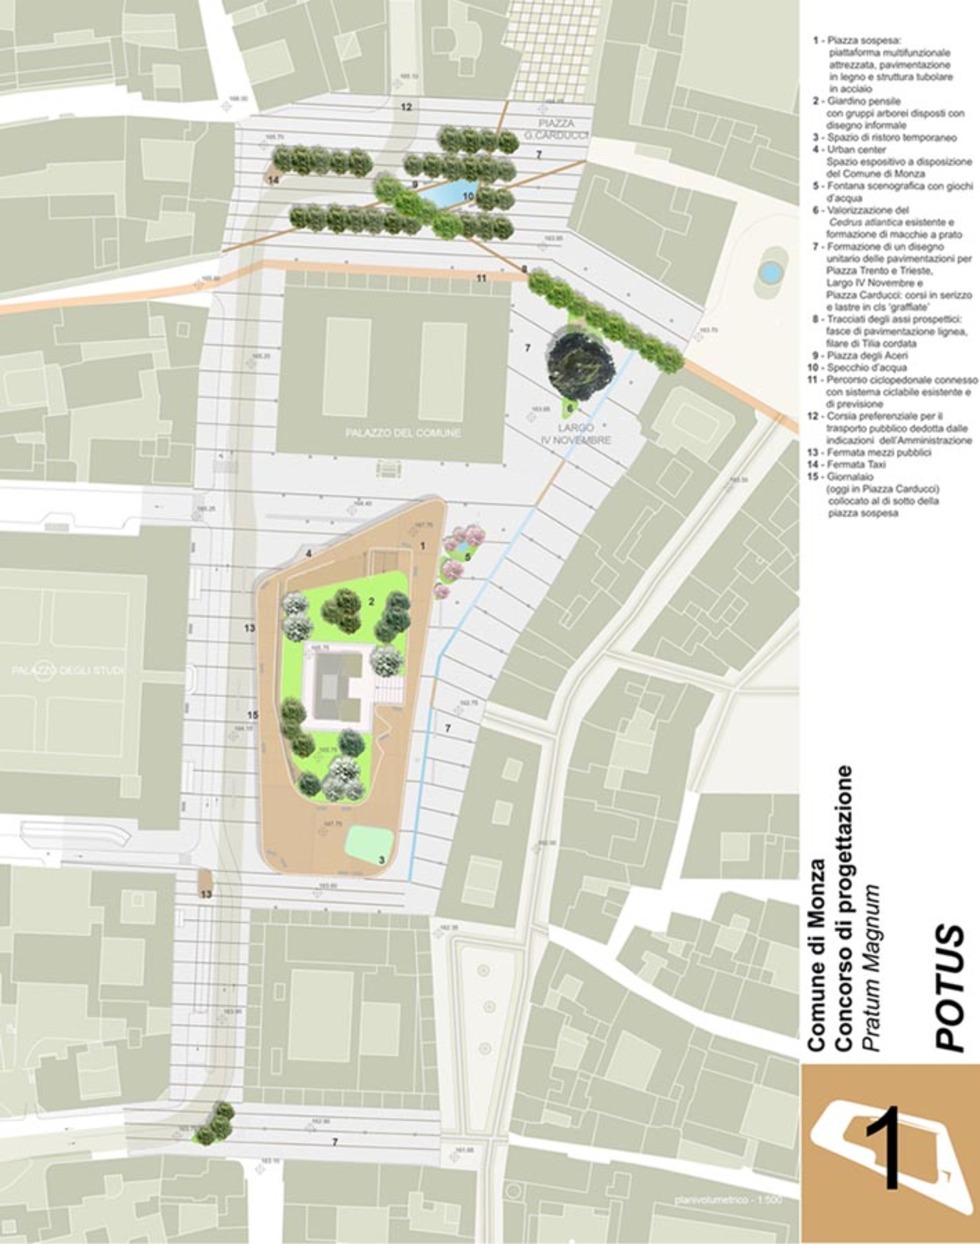 1 - Piazza sospesa:
piattaforma multifunzionale
attrezzata, pavimentazione
in legno e struttura tubolare
in acciaio
2 - Giardino pensile
con gruppi arborei disposti con
disegno informale
3 - Spazio di ristoro temporaneo
4 - Urban center
Spazio espositivo a disposizione
del Comune di Monza
5 - Fontana scenografica con giochi
d'acqua
6 - Valorizzazione del
Cedrus atlantica esistente e
formazione di macchie a prato
7 - Formazione di un disegno
unitario delle pavimentazioni per
Piazza Trento e Trieste,
Largo IV Novembre e
Piazza Carducci: corsi in serizzo
e lastre in cls 'graffiate'
8 - Tracciati degli assi prospettici:
fasce di pavimentazione lignea,
filare di Tilia cordata
9 - Piazza degli Aceri
10 - Specchio d'acqua
11 - Percorso ciclopedonale connesso
con sistema ciclabile esistente e
di previsione
12 - Corsia preferenziale per il
trasporto pubblico dedotta dalle
indicazioni dell'Amministrazione
13 - Fermata mezzi pubblici
14 - Fermata Taxi
15 - Giornalaio
(oggi in Piazza Carducci)
collocato al di sotto della
piazza sospesa
12
PIAZZA
G.CARDUCCI
7
14
9
10
8
11
7
6
PALAZZO DEL COMUNE
LARGO
IV NOVEMBRE
4
1
5
2
13
PALAZZO DEGLI STUDI
15
7
3
13
7
planivolumetrico - 1:500
Comune di Monza
Concorso di progettazione
Pratum Magnum
POTUS
1